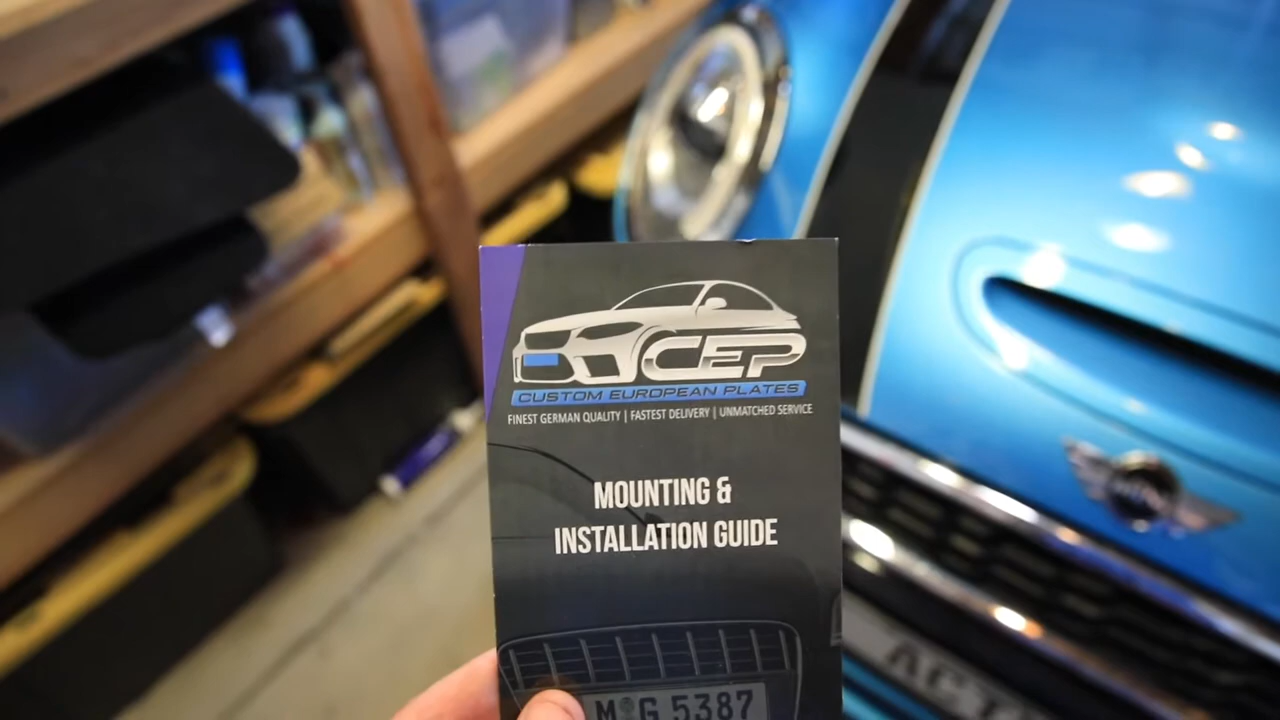 CEP
CUSTOM EUROPEAN PLATES
FINEST GERMAN QUALITY | FASTEST DELIVERY | UNMATCHED SERVICE
MOUNTING &
INSTALLATION GUIDE
M G 5387